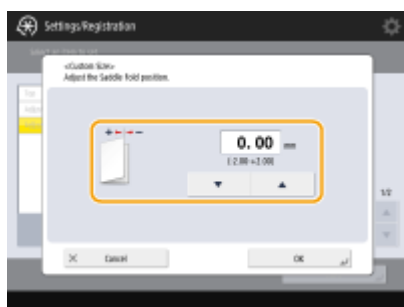 Settings/Registration
<Custom Size>
Adjust the Saddle Fold position.
+ - -
0.00 mm
(-2.00-+2.00)
1/2
Cancel
OK